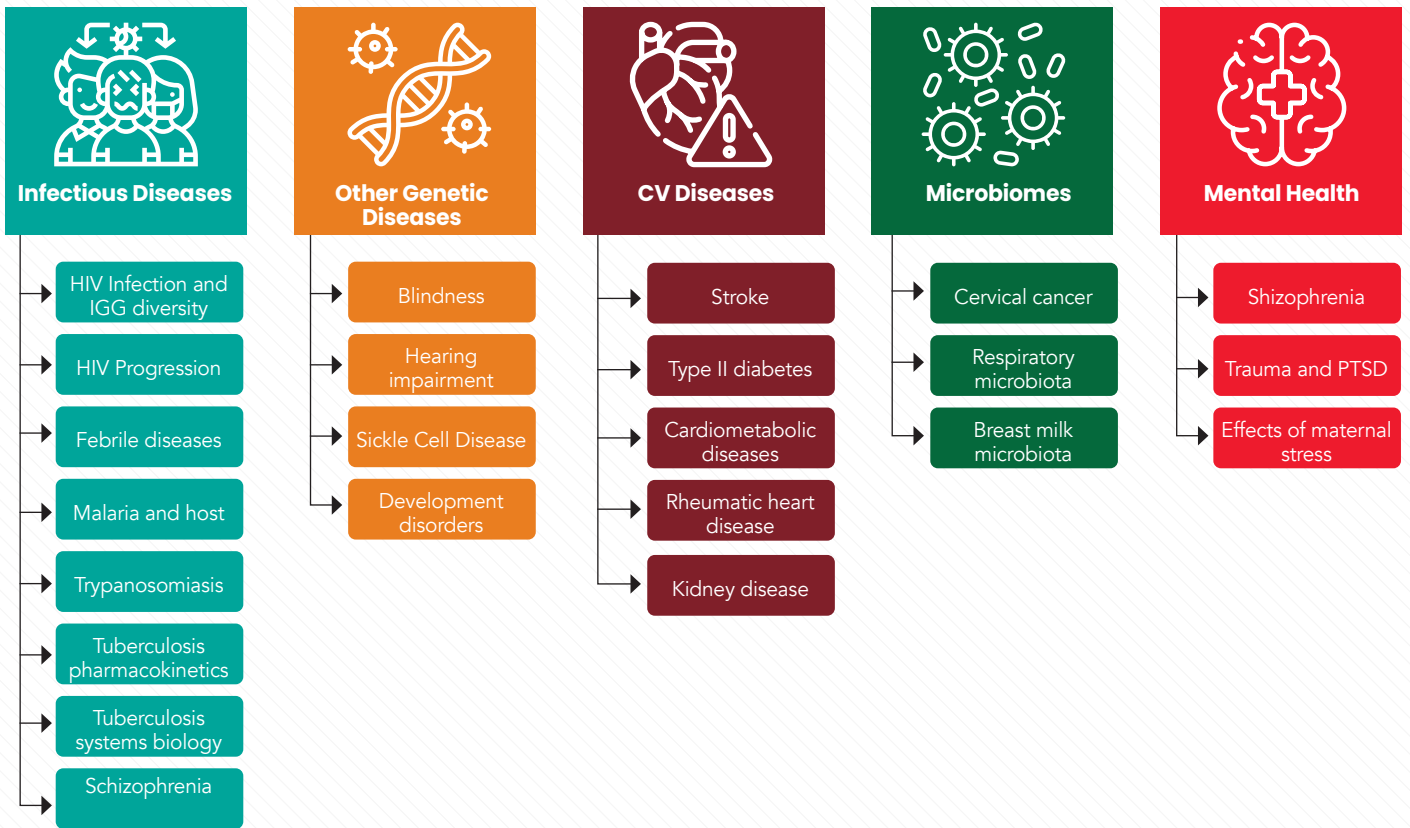 Infectious Diseases
HIV Infection and
IGG diversity
HIV Progression
Febrile diseases
Malaria and host
Trypanosomiasis
Tuberculosis
pharmacokinetics
Tuberculosis
systems biology
Schizophrenia
Other Genetic
Diseases
Blindness
Hearing
impairment
Sickle Cell Disease
Development
disorders
CV Diseases
Stroke
Type II diabetes
Cardiometabolic
diseases
Rheumatic heart
disease
Kidney disease
Microbiomes
Cervical cancer
Respiratory
microbiota
Breast milk
microbiota
Mental Health
Shizophrenia
Trauma and PTSD
Effects of maternal
stress